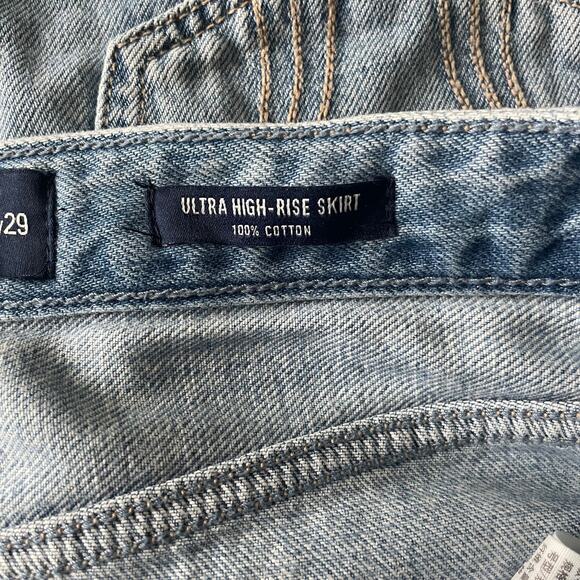 /29
ULTRA HIGH-RISE SKIRT
100% COTTON